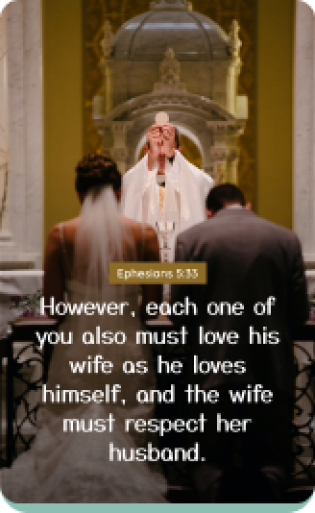 Ephesians 5:33
However, each one of
you also must love his
wife as he loves
himself, and the wife
must respect her
husband.